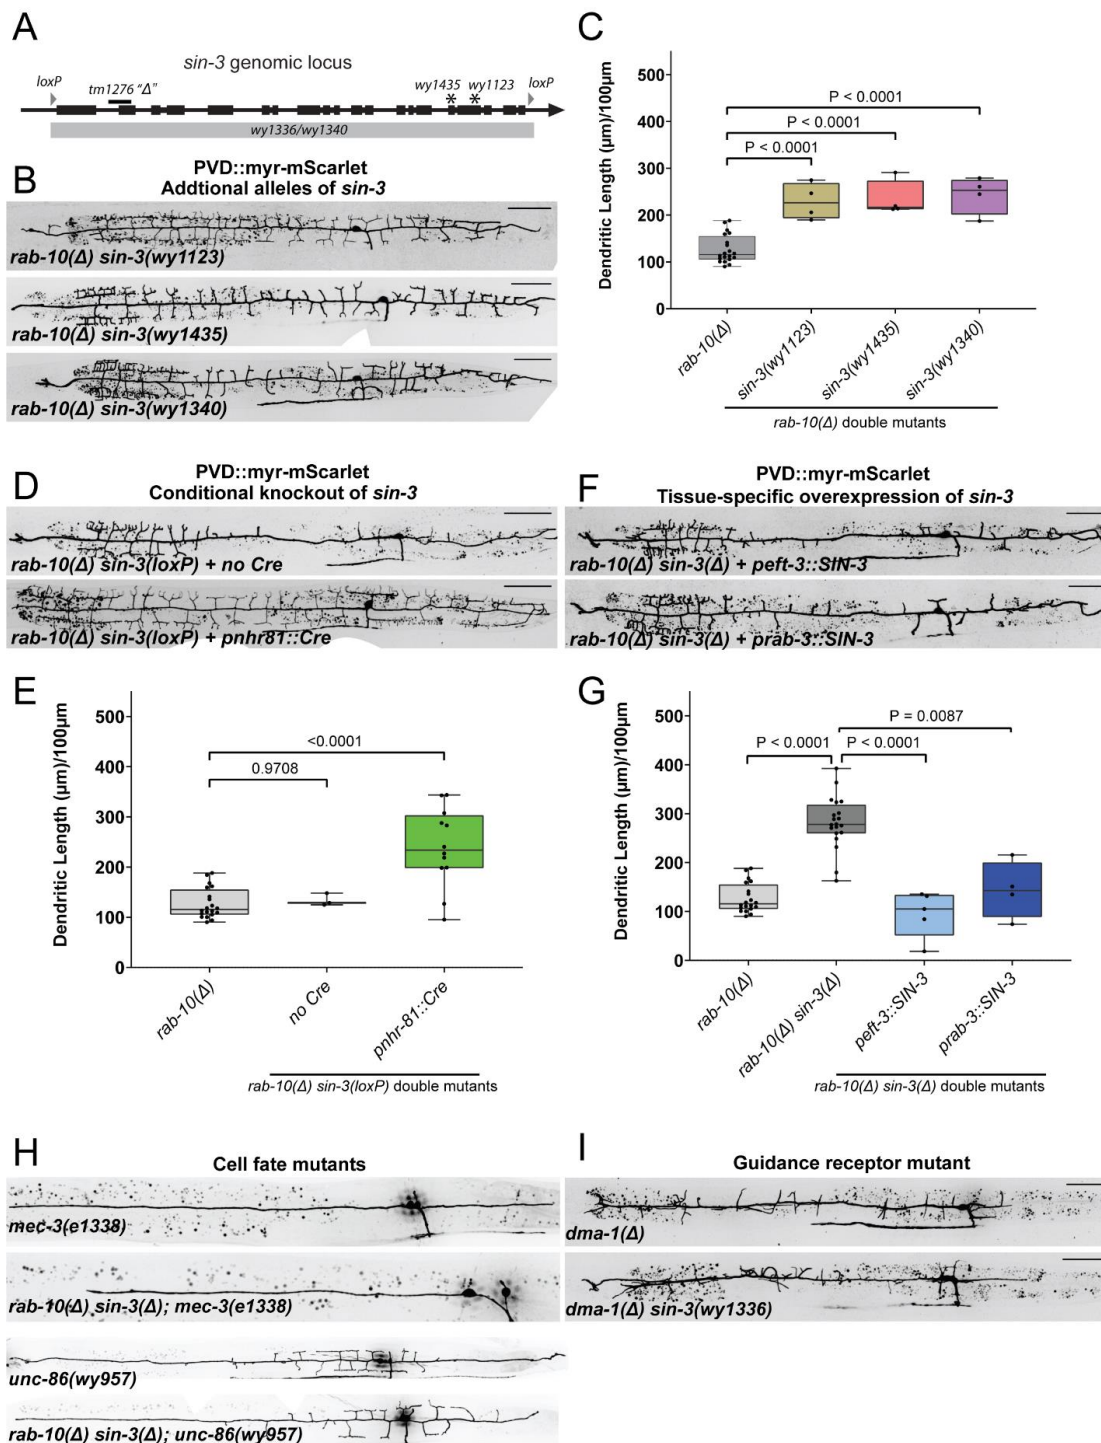 A
sin-3 genomic locus
loxP
tm1276 “Δ”
wy1435
wy1123
loxP
*
*
wy1336/wy1340
B
PVD::myr-mScarlet
Addtional alleles of sin-3
rab-10(Δ) sin-3(wy1123)
rab-10(Δ) sin-3(wy1435)
rab-10(Δ) sin-3(wy1340)
C
Dendritic Length (µm)/100µm
500
400
300
200
100
0
P < 0.0001
P < 0.0001
P < 0.0001
rab-10(Δ)
sin-3(wy1123)
sin-3(wy1435)
sin-3(wy1340)
rab-10(Δ) double mutants
D
PVD::myr-mScarlet
Conditional knockout of sin-3
rab-10(Δ) sin-3(loxP) + no Cre
rab-10(Δ) sin-3(loxP) + pnhr81::Cre
E
Dendritic Length (µm)/100µm
500
400
300
200
100
0
<0.0001
0.9708
rab-10(Δ)
no Cre
pnhr-81::Cre
rab-10(Δ) sin-3(loxP) double mutants
F
PVD::myr-mScarlet
Tissue-specific overexpression of sin-3
rab-10(Δ) sin-3(Δ) + peft-3::SIN-3
rab-10(Δ) sin-3(Δ) + prab-3::SIN-3
G
Dendritic Length (µm)/100µm
500
400
300
200
100
0
P = 0.0087
P < 0.0001
P < 0.0001
rab-10(Δ)
rab-10(Δ) sin-3(Δ)
peft-3::SIN-3
prab-3::SIN-3
rab-10(Δ) sin-3(Δ) double mutants
H
Cell fate mutants
mec-3(e1338)
rab-10(Δ) sin-3(Δ); mec-3(e1338)
unc-86(wy957)
rab-10(Δ) sin-3(Δ); unc-86(wy957)
I
Guidance receptor mutant
dma-1(Δ)
dma-1(Δ) sin-3(wy1336)